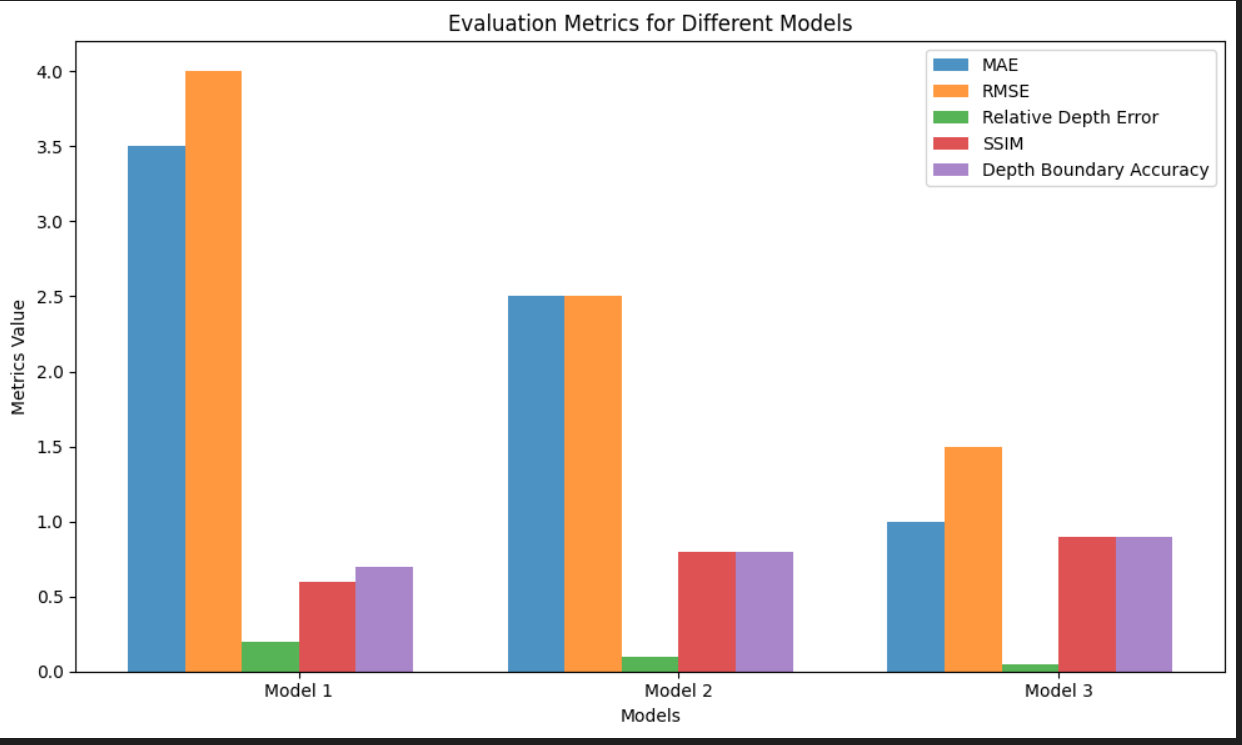 Evaluation Metrics for Different Models
MAE
RMSE
Relative Depth Error
SSIM
Depth Boundary Accuracy
Metrics Value
4.0
3.5
3.0
2.5
2.0
1.5
1.0
0.5
0.0
Model 1
Model 2
Model 3
Models